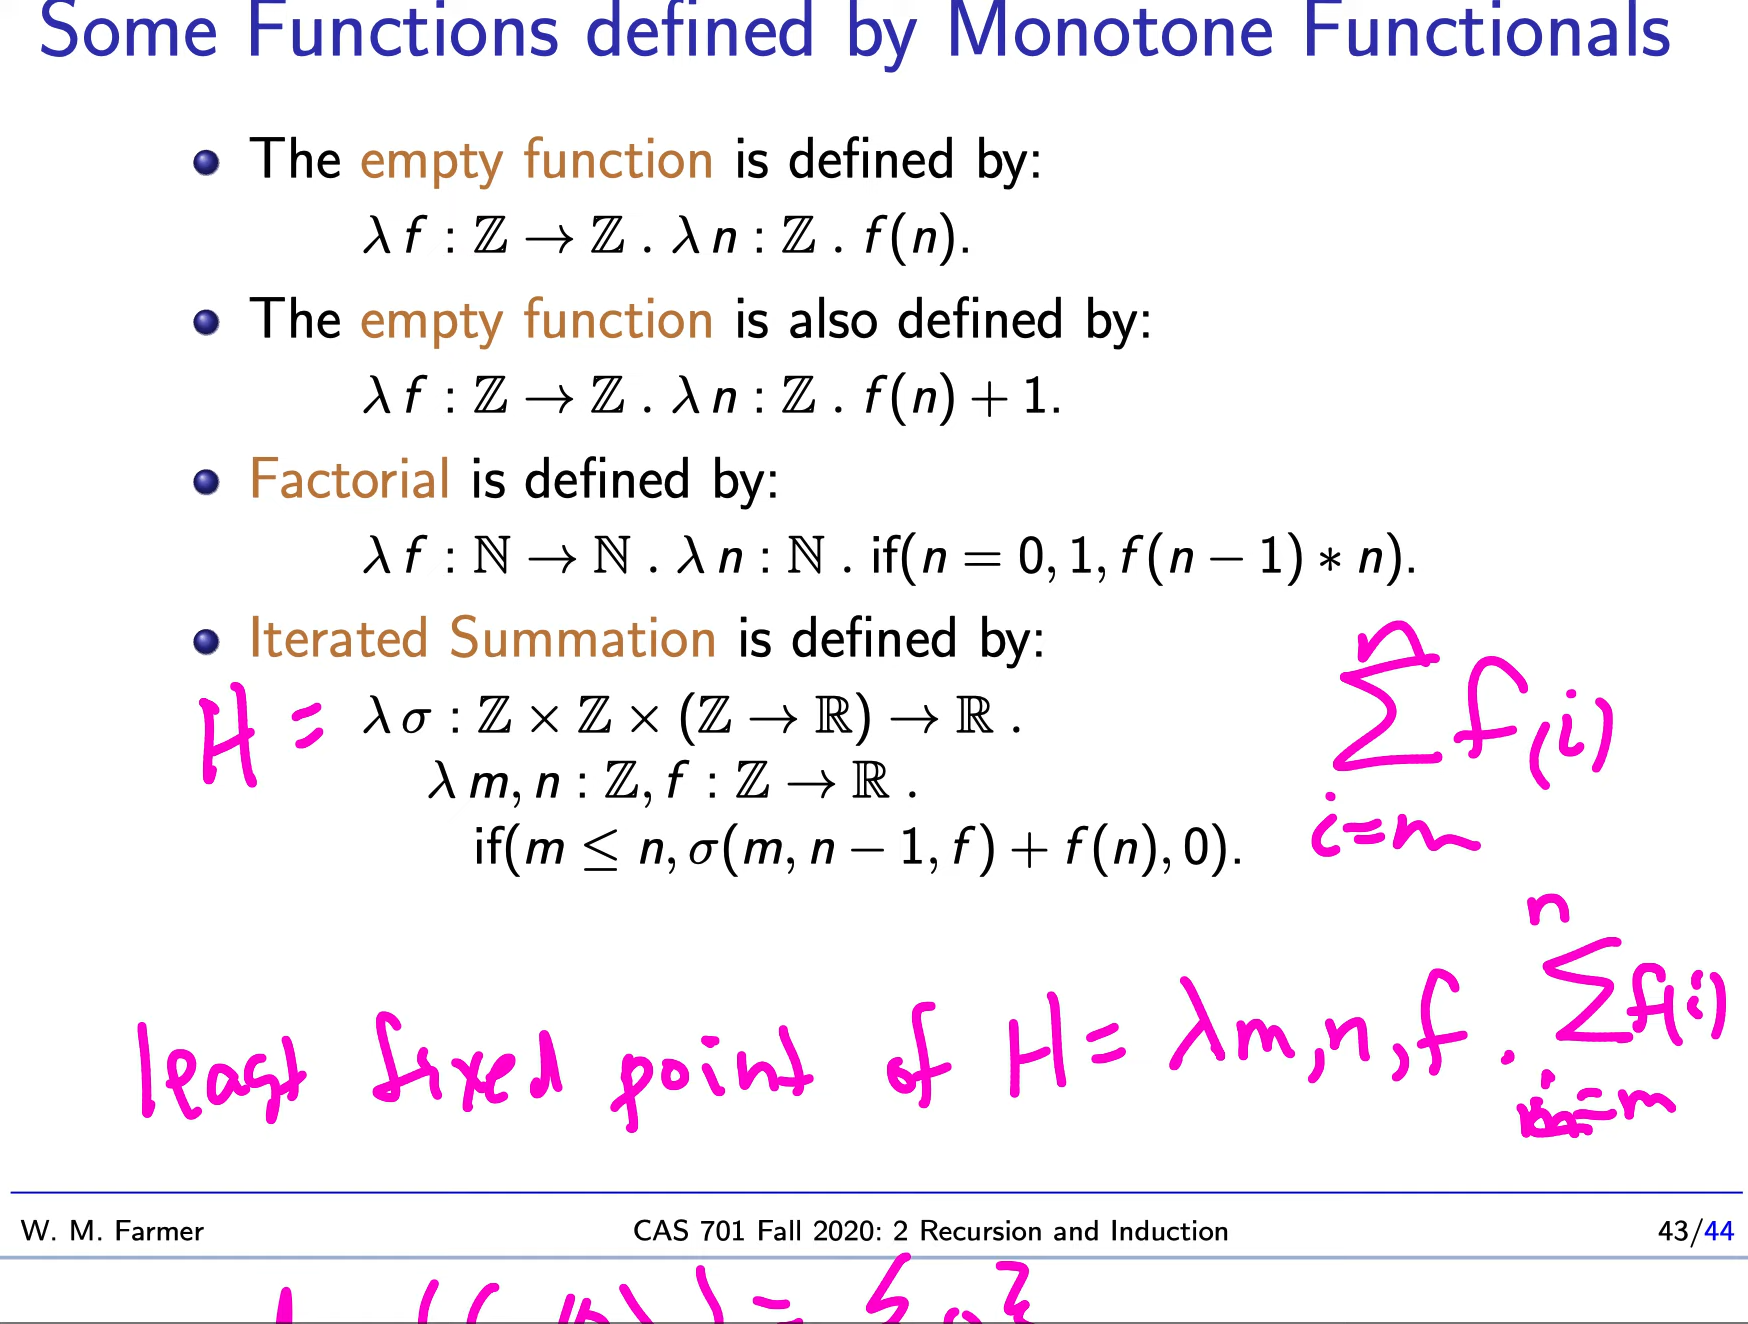 Some Functions defined by Monotone Functionals
The empty function is defined by:
λ f : ℤ → ℤ . λ n : ℤ . f(n).
The empty function is also defined by:
λ f : ℤ → ℤ . λ n : ℤ . f(n) + 1.
Factorial is defined by:
λ f : ℕ → ℕ . λ n : ℕ . if(n = 0, 1, f(n − 1) ∗ n).
Iterated Summation is defined by:
H = λ σ : ℤ × ℤ × (ℤ → ℝ) → ℝ .
λ m, n : ℤ, f : ℤ → ℝ .
if(m ≤ n, σ(m, n − 1, f) + f(n), 0).
n
∑ f(i)
i=m
n
least fixed point of H = λm,n,f . ∑ f(i)
i=m
W. M. Farmer
CAS 701 Fall 2020: 2 Recursion and Induction
43/44